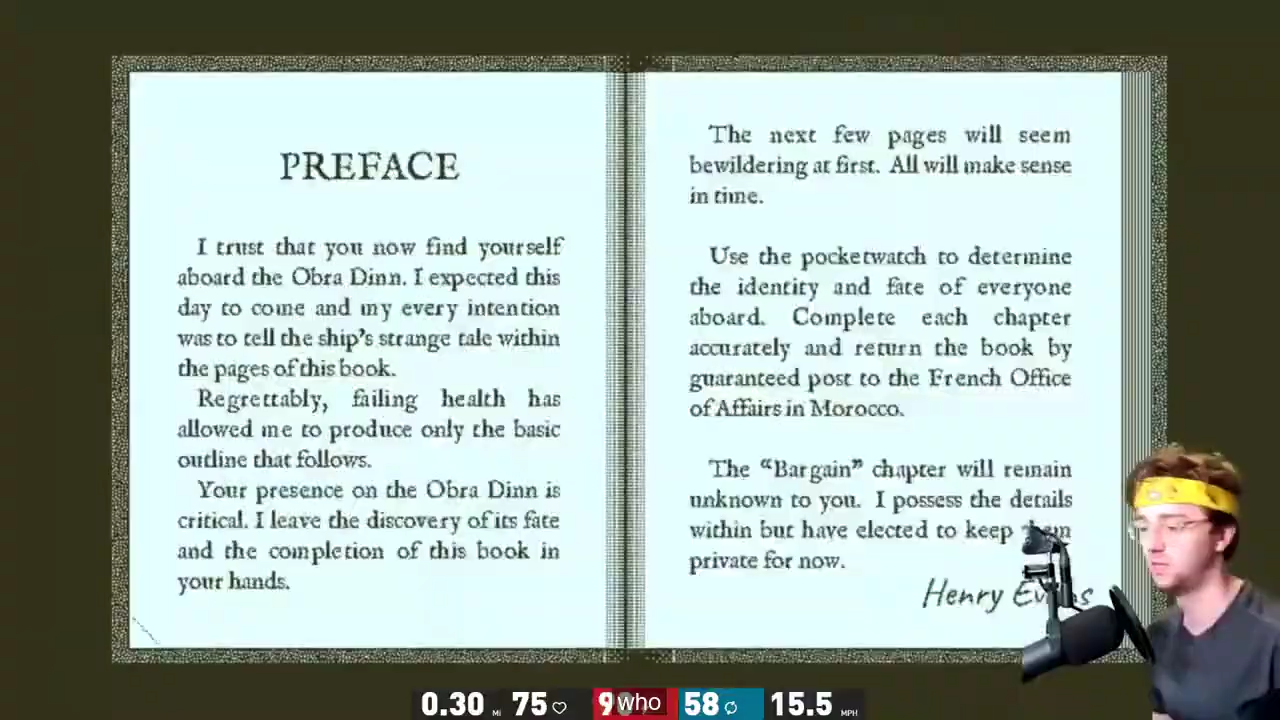 PREFACE
I trust that you now find yourself
aboard the Obra Dinn. I expected this
day to come and my every intention
was to tell the ship's strange tale within
the pages of this book.
Regrettably, failing health has
allowed me to produce only the basic
outline that follows.
Your presence on the Obra Dinn is
critical. I leave the discovery of its fate
and the completion of this book in
your hands.
The next few pages will seem
bewildering at first. All will make sense
in time.
Use the pocketwatch to determine
the identity and fate of everyone
aboard. Complete each chapter
accurately and return the book by
guaranteed post to the French Office
of Affairs in Morocco.
The “Bargain” chapter will remain
unknown to you. I possess the details
within but have elected to keep them
private for now.
Henry
0.30 MI 75 who 58 15.5 MPH